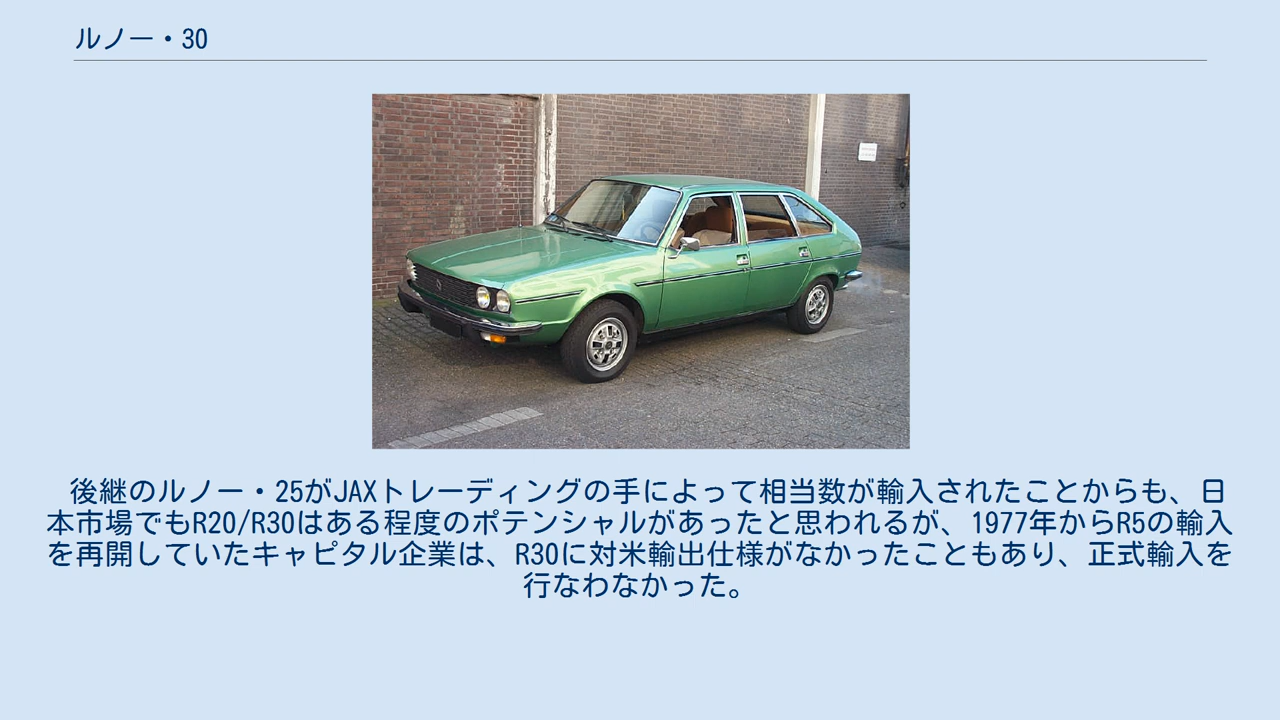 ルノー・30
後継のルノー・25がJAXトレーディングの手によって相当数が輸入されたことからも、日
本市場でもR20/R30はある程度のポテンシャルがあったと思われるが、1977年からR5の輸入
を再開していたキャピタル企業は、R30に対米輸出仕様がなかったこともあり、正式輸入を
行なわなかった。